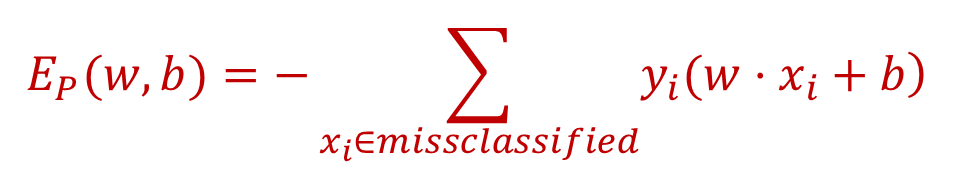 E_P(w, b) = − ∑ y_i(w · x_i + b)
x_i∈missclassified